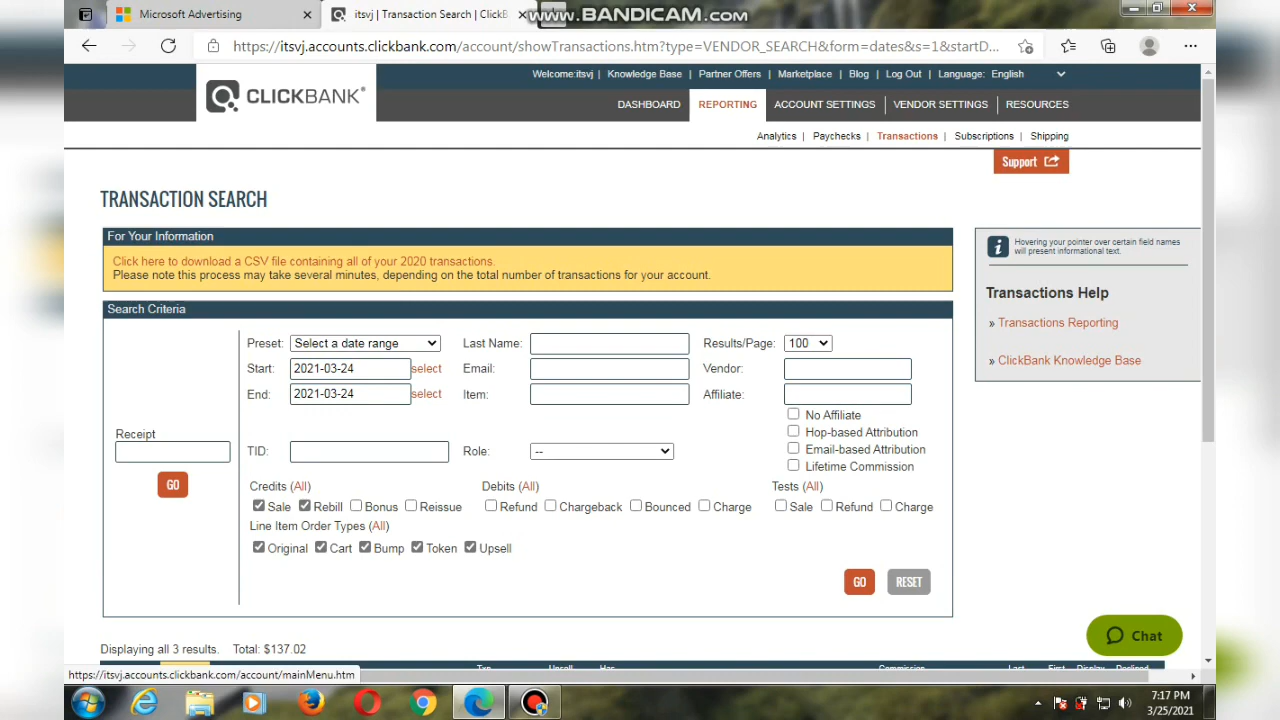 Microsoft Advertising
itsvj | Transaction Search | ClickB
www.BANDICAM.com
https://itsvj.accounts.clickbank.com/account/showTransactions.htm?type=VENDOR_SEARCH&form=dates&s=1&startD...
Welcome:itsvj | Knowledge Base | Partner Offers | Marketplace | Blog | Log Out | Language: English
CLICKBANK®
DASHBOARD REPORTING ACCOUNT SETTINGS VENDOR SETTINGS RESOURCES
Analytics | Paychecks | Transactions | Subscriptions | Shipping
Support
TRANSACTION SEARCH
For Your Information
Click here to download a CSV file containing all of your 2020 transactions.
Please note this process may take several minutes, depending on the total number of transactions for your account.
Hovering your pointer over certain field names
will present informational text.
Transactions Help
» Transactions Reporting
» ClickBank Knowledge Base
Search Criteria
Preset: Select a date range Last Name: Results/Page: 100
Start: 2021-03-24 select Email: Vendor:
End: 2021-03-24 select Item: Affiliate:
No Affiliate
Hop-based Attribution
Email-based Attribution
Lifetime Commission
Receipt
TID: Role: --
GO
Credits (All) Debits (All) Tests (All)
Sale Rebill Bonus Reissue Refund Chargeback Bounced Charge Sale Refund Charge
Line Item Order Types (All)
Original Cart Bump Token Upsell
GO RESET
Chat
Displaying all 3 results. Total: $137.02
Txn Upsell Has Commission Last First Display Declined
https://itsvj.accounts.clickbank.com/account/mainMenu.htm
7:17 PM
3/25/2021